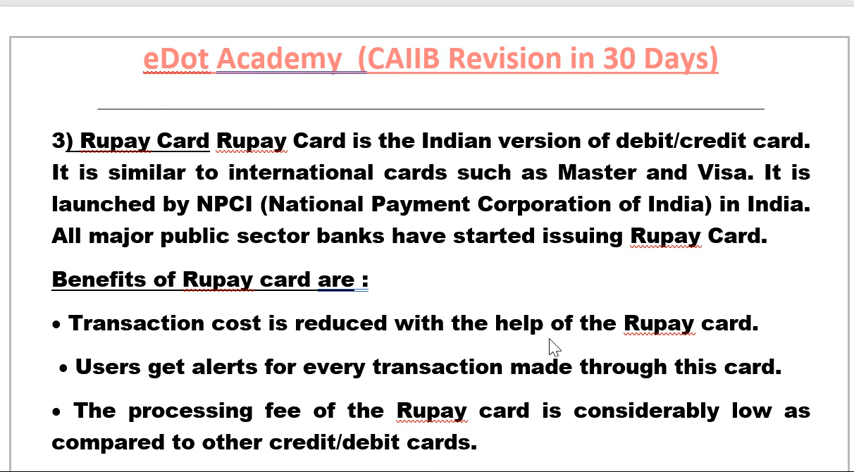 eDot Academy (CAIIB Revision in 30 Days)
3) Rupay Card Rupay Card is the Indian version of debit/credit card.
It is similar to international cards such as Master and Visa. It is
launched by NPCI (National Payment Corporation of India) in India.
All major public sector banks have started issuing Rupay Card.
Benefits of Rupay card are :
• Transaction cost is reduced with the help of the Rupay card.
• Users get alerts for every transaction made through this card.
• The processing fee of the Rupay card is considerably low as
compared to other credit/debit cards.